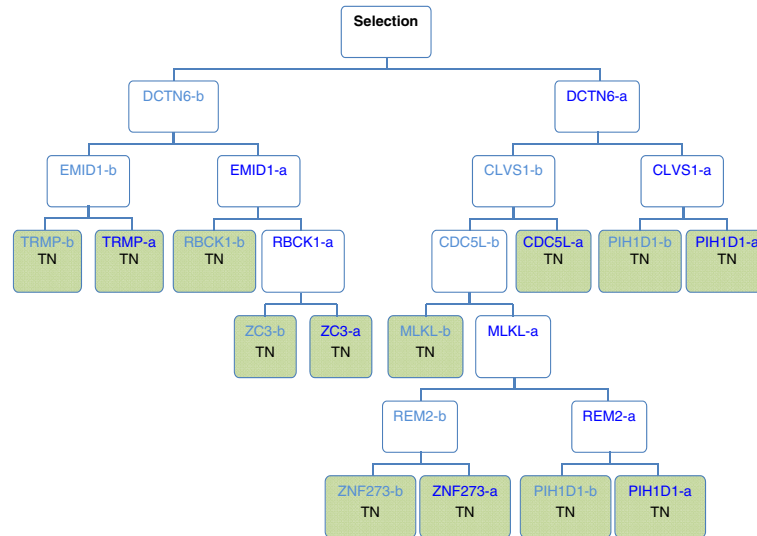 Selection
DCTN6-b
DCTN6-a
EMID1-b
EMID1-a
CLVS1-b
CLVS1-a
TRMP-b
TN
TRMP-a
TN
RBCK1-b
TN
RBCK1-a
CDC5L-b
CDC5L-a
TN
PIH1D1-b
TN
PIH1D1-a
TN
ZC3-b
TN
ZC3-a
TN
MLKL-b
TN
MLKL-a
REM2-b
REM2-a
ZNF273-b
TN
ZNF273-a
TN
PIH1D1-b
TN
PIH1D1-a
TN